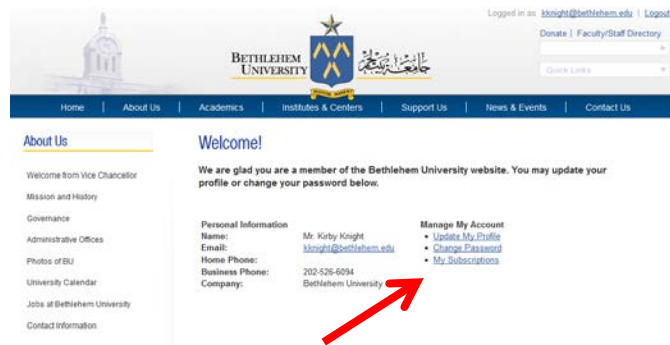 Logged in as kknight@bethlehem.edu | Logout
Donate | Faculty/Staff Directory
BETHLEHEM UNIVERSITY
جامعة بيت لحم
Quick Links
Home | About Us | Academics | Institutes & Centers | Support Us | News & Events | Contact Us
About Us
Welcome from Vice Chancellor
Mission and History
Governance
Administrative Offices
Photos of BU
University Calendar
Jobs at Bethlehem University
Contact Information
Welcome!
We are glad you are a member of the Bethlehem University website. You may update your
profile or change your password below.
Personal Information
Name: Mr. Kirby Knight
Email: kknight@bethlehem.edu
Home Phone:
Business Phone: 202-526-6094
Company: Bethlehem University
Manage My Account
• Update My Profile
• Change Password
• My Subscriptions